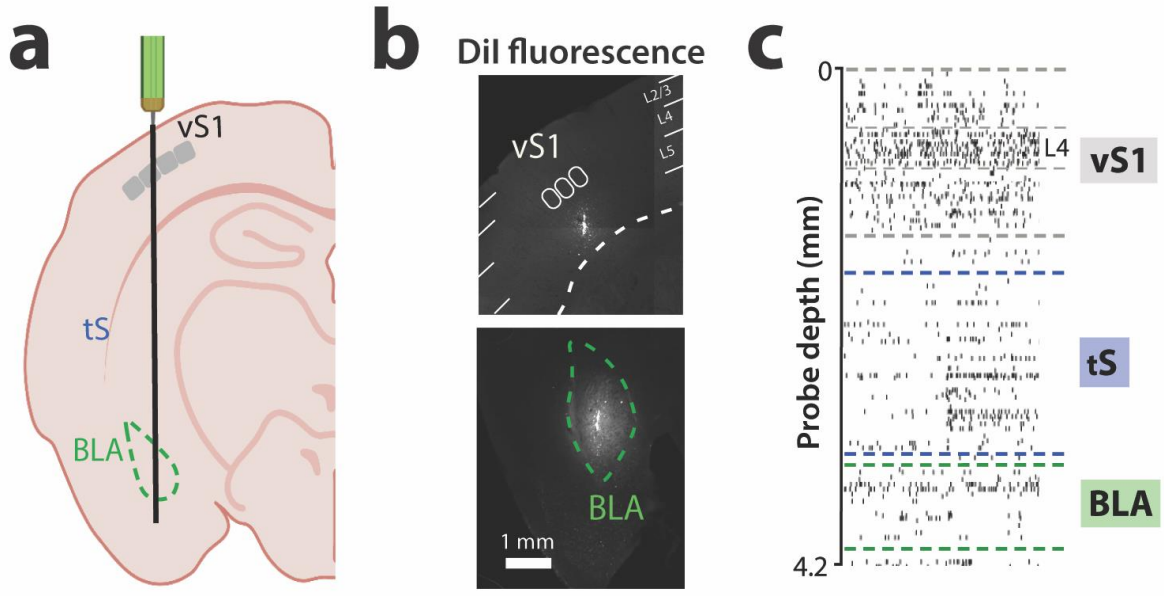 a
vS1
tS
BLA
b
DiI fluorescence
L2/3
L4
L5
vS1
BLA
1 mm
c
0
Probe depth (mm)
4.2
L4
vS1
tS
BLA